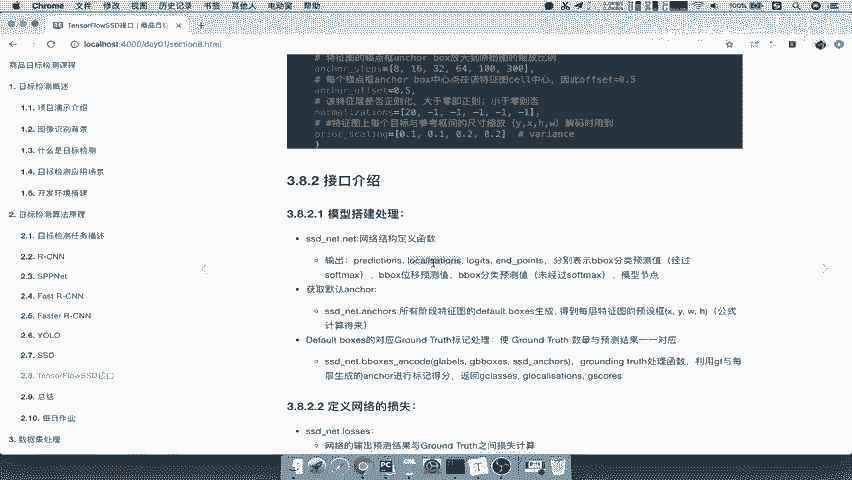 Chrome 文件 修改 视图 历史记录 书签 其他人 电动窗 帮助
100%
TensorFlowSSD接口 | 商品目标
localhost:4000/day01/section8.html
商品目标检测课程
1. 目标检测概述
1.1. 项目演示介绍
1.2. 图像识别背景
1.3. 什么是目标检测
1.4. 目标检测应用场景
1.5. 开发环境搭建
2. 目标检测算法原理
2.1. 目标检测任务描述
2.2. R-CNN
2.3. SPPNet
2.4. Fast R-CNN
2.5. Faster R-CNN
2.6. YOLO
2.7. SSD
2.8. TensorFlowSSD接口
2.9. 总结
2.10. 每日作业
3. 数据集处理
# 特征图的锚点框anchor box放大到原始图的缩放比例
anchor_steps=[8, 16, 32, 64, 100, 300],
# 每个锚点框anchor box中心点在该特征图cell中心，因此offset=0.5
anchor_offset=0.5,
# 该特征层是否正则化，大于零即正则；小于零则否
normalizations=[20, -1, -1, -1, -1, -1],
# #特征图上每个目标与参考框间的尺寸缩放（y,x,h,w）解码时用到
prior_scaling=[0.1, 0.1, 0.2, 0.2] # variance
)
3.8.2 接口介绍
3.8.2.1 模型搭建处理：
ssd_net.net:网络结构定义函数
输出：predictions, localisations, logits, end_points，分别表示bbox分类预测值（经过
softmax）、bbox位移预测值、bbox分类预测值（未经过softmax）、模型节点
获取默认anchor:
ssd_net.anchors:所有阶段特征图的default boxes生成, 得到每层特征图的预设框(x, y, w, h)（公式
计算得来）
Default boxes的对应Ground Truth标记处理：使 Ground Truth 数量与预测结果一一对应
ssd_net.bboxes_encode(glabels, gbboxes, ssd_anchors)，grounding truth处理函数，利用gt与每
层生成的anchor进行标记得分，返回gclasses, glocalisations, gscores
3.8.2.2 定义网络的损失：
ssd_net.losses:
网络的输出预测结果与Ground Truth之间损失计算